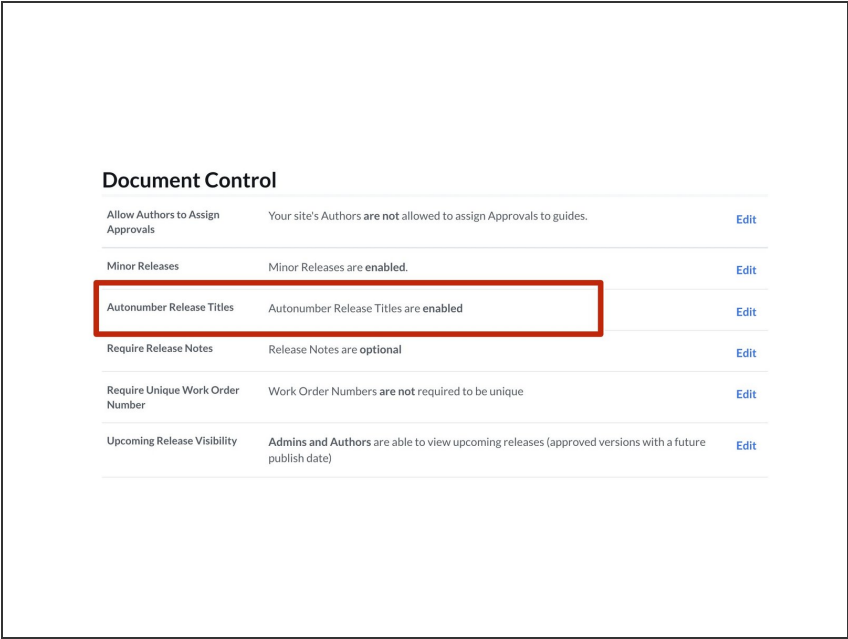 Document Control
Allow Authors to Assign
Approvals
Your site's Authors are not allowed to assign Approvals to guides.
Edit
Minor Releases
Minor Releases are enabled.
Edit
Autonumber Release Titles
Autonumber Release Titles are enabled
Edit
Require Release Notes
Release Notes are optional
Edit
Require Unique Work Order
Number
Work Order Numbers are not required to be unique
Edit
Upcoming Release Visibility
Admins and Authors are able to view upcoming releases (approved versions with a future
publish date)
Edit